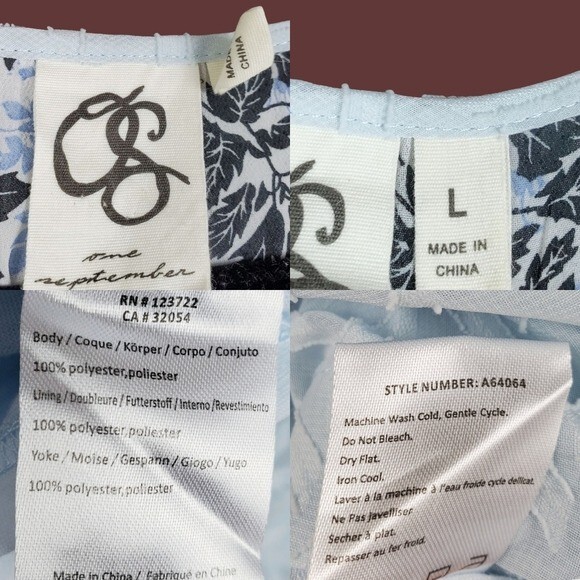 MADE
CHINA
OS
one
september
L
MADE IN
CHINA
RN # 123722
CA # 32054
Body / Coque / Körper / Corpo / Conjuto
100% polyester,poliester
Lining / Doubleure / Futterstoff / Interno / Revestimiento
100% polyester,poliester
Yoke / Moise / Gespann / Giogo / Yugo
100% polyester,poliester
Made in China / Fabriqué en Chine
STYLE NUMBER: A64064
Machine Wash Cold, Gentle Cycle.
Do Not Bleach.
Dry Flat.
Iron Cool.
Laver à la machine à l'eau froide cycle delicat.
Ne Pas Javelliser
Secher à plat.
Repasser au fer froid.